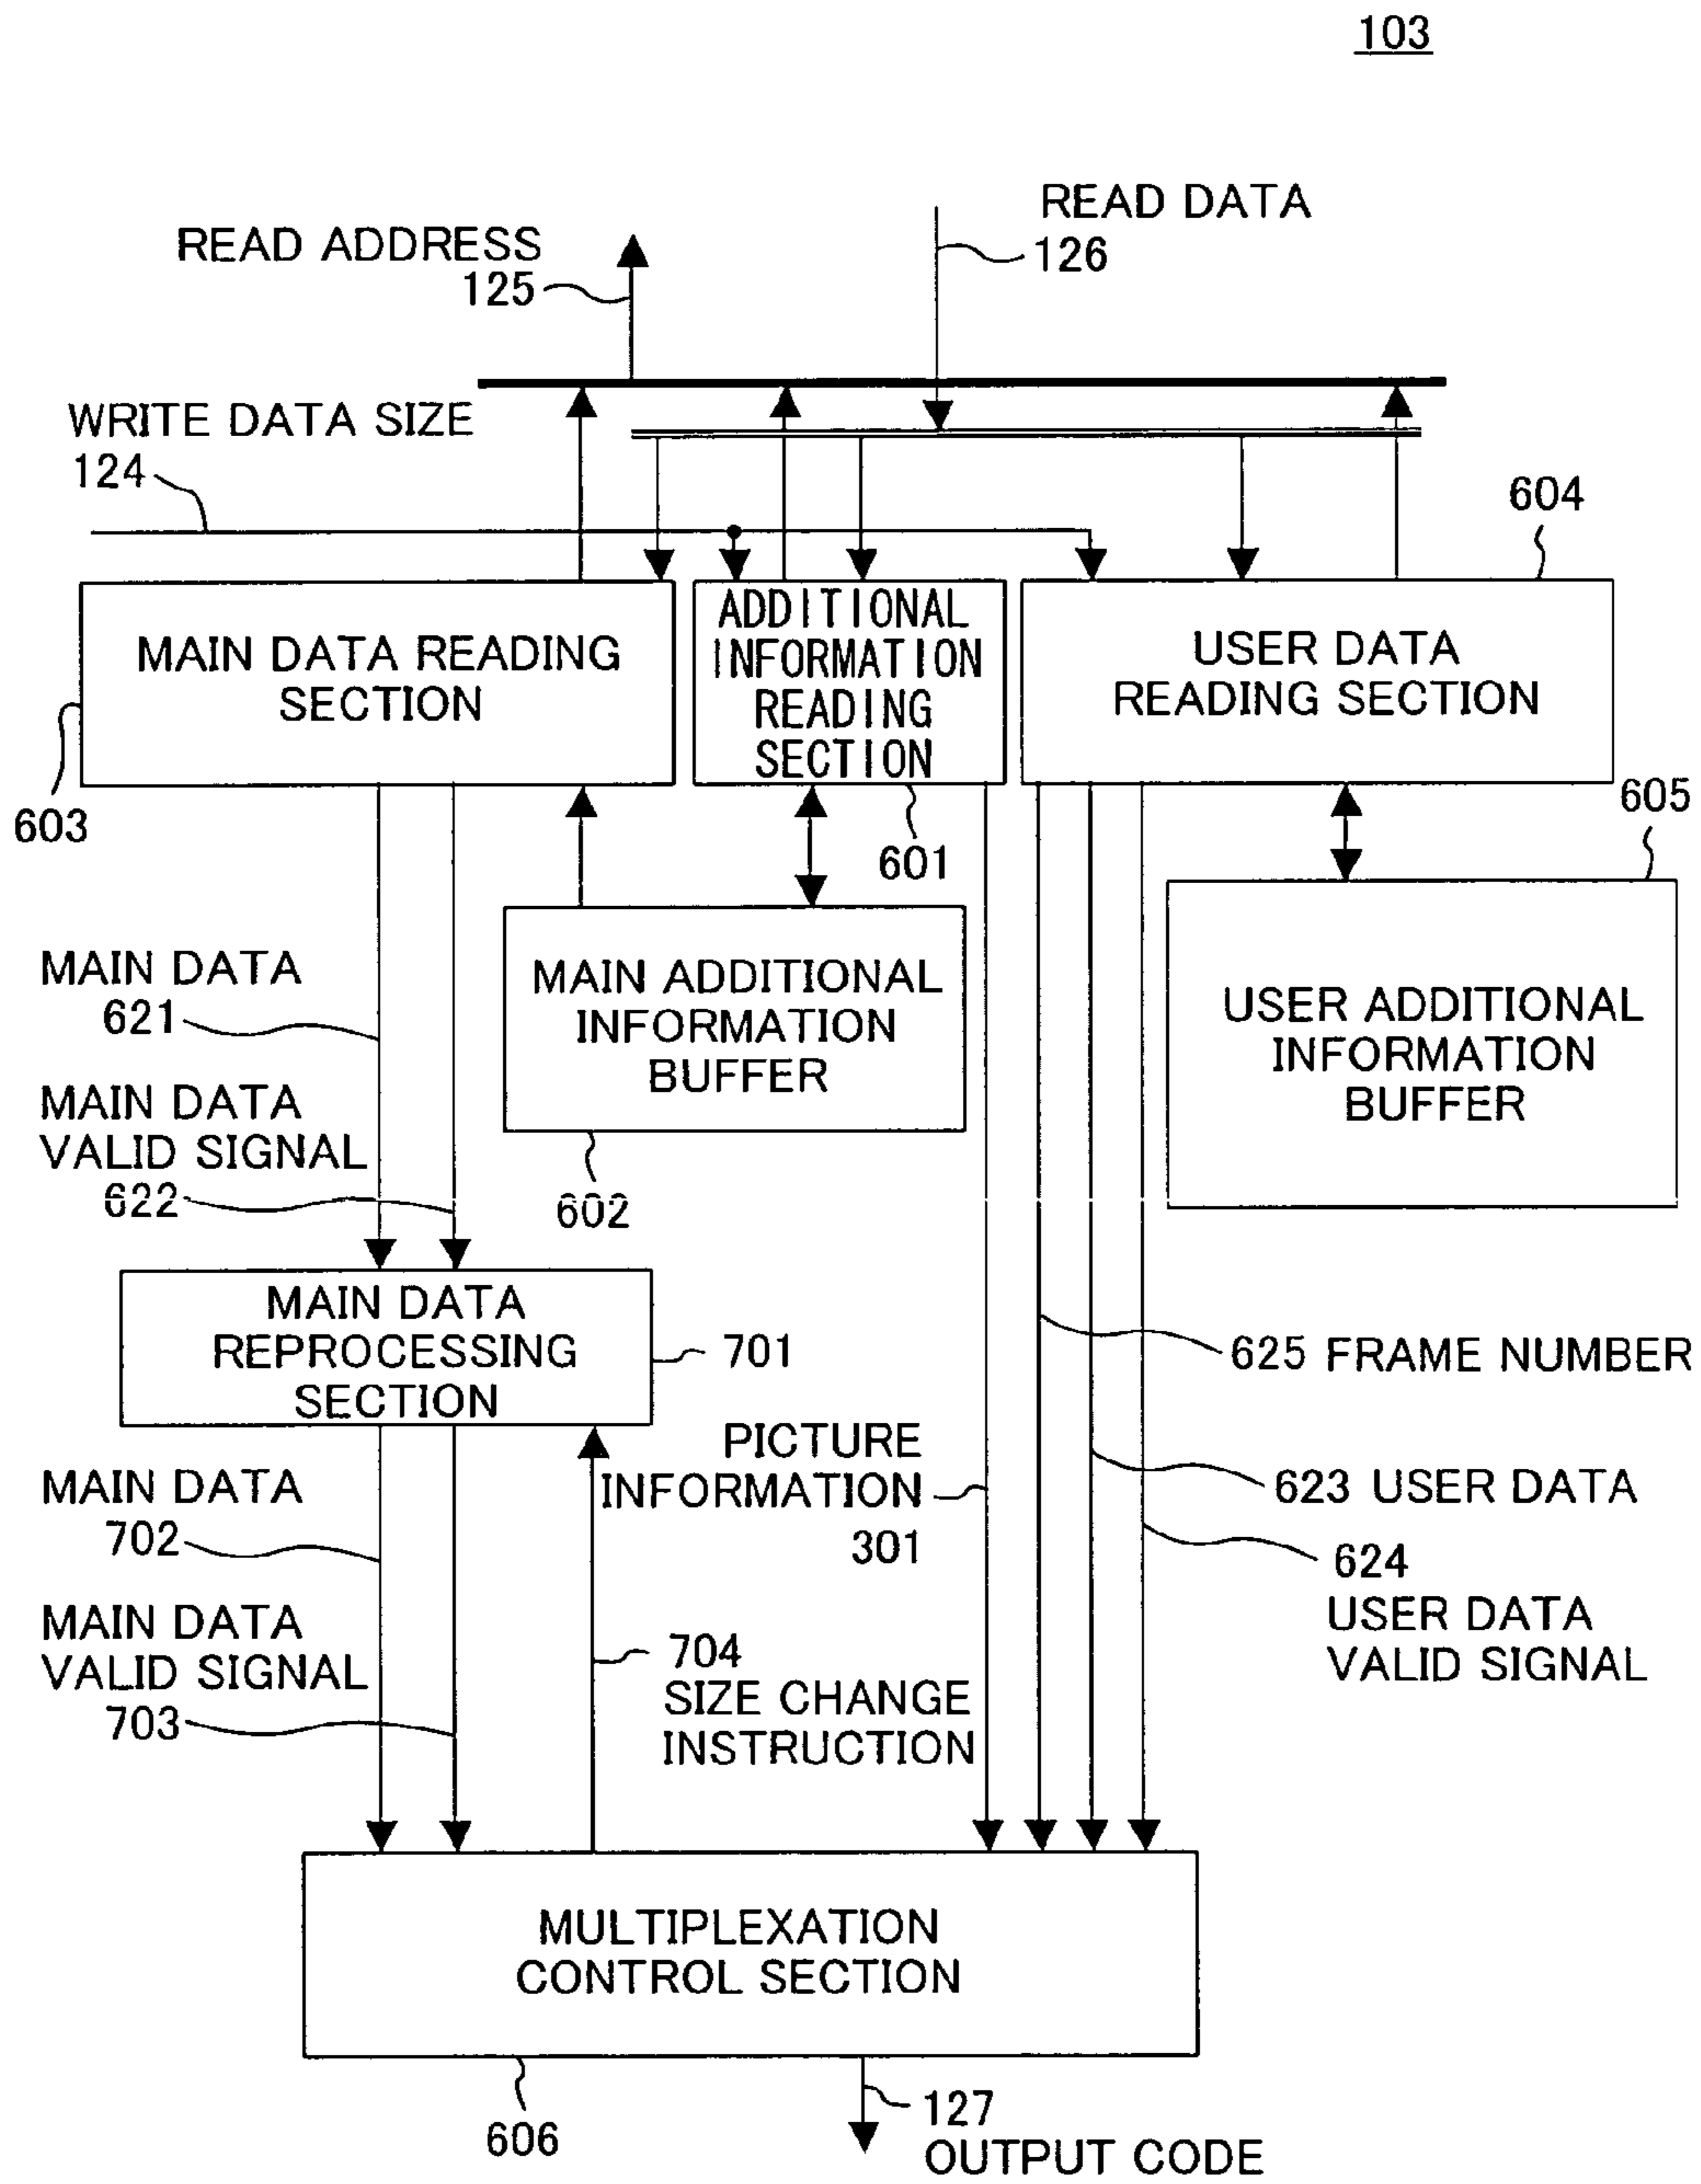 103
READ DATA
126
READ ADDRESS
125
WRITE DATA SIZE
124
604
MAIN DATA READING
SECTION
603
ADDITIONAL
INFORMATION
READING
SECTION
601
USER DATA
READING SECTION
605
MAIN DATA
621
MAIN ADDITIONAL
INFORMATION
BUFFER
602
USER ADDITIONAL
INFORMATION
BUFFER
MAIN DATA
VALID SIGNAL
622
MAIN DATA
REPROCESSING
SECTION
701
625 FRAME NUMBER
PICTURE
INFORMATION
301
623 USER DATA
624
USER DATA
VALID SIGNAL
MAIN DATA
702
MAIN DATA
VALID SIGNAL
703
704
SIZE CHANGE
INSTRUCTION
MULTIPLEXATION
CONTROL SECTION
606
127
OUTPUT CODE